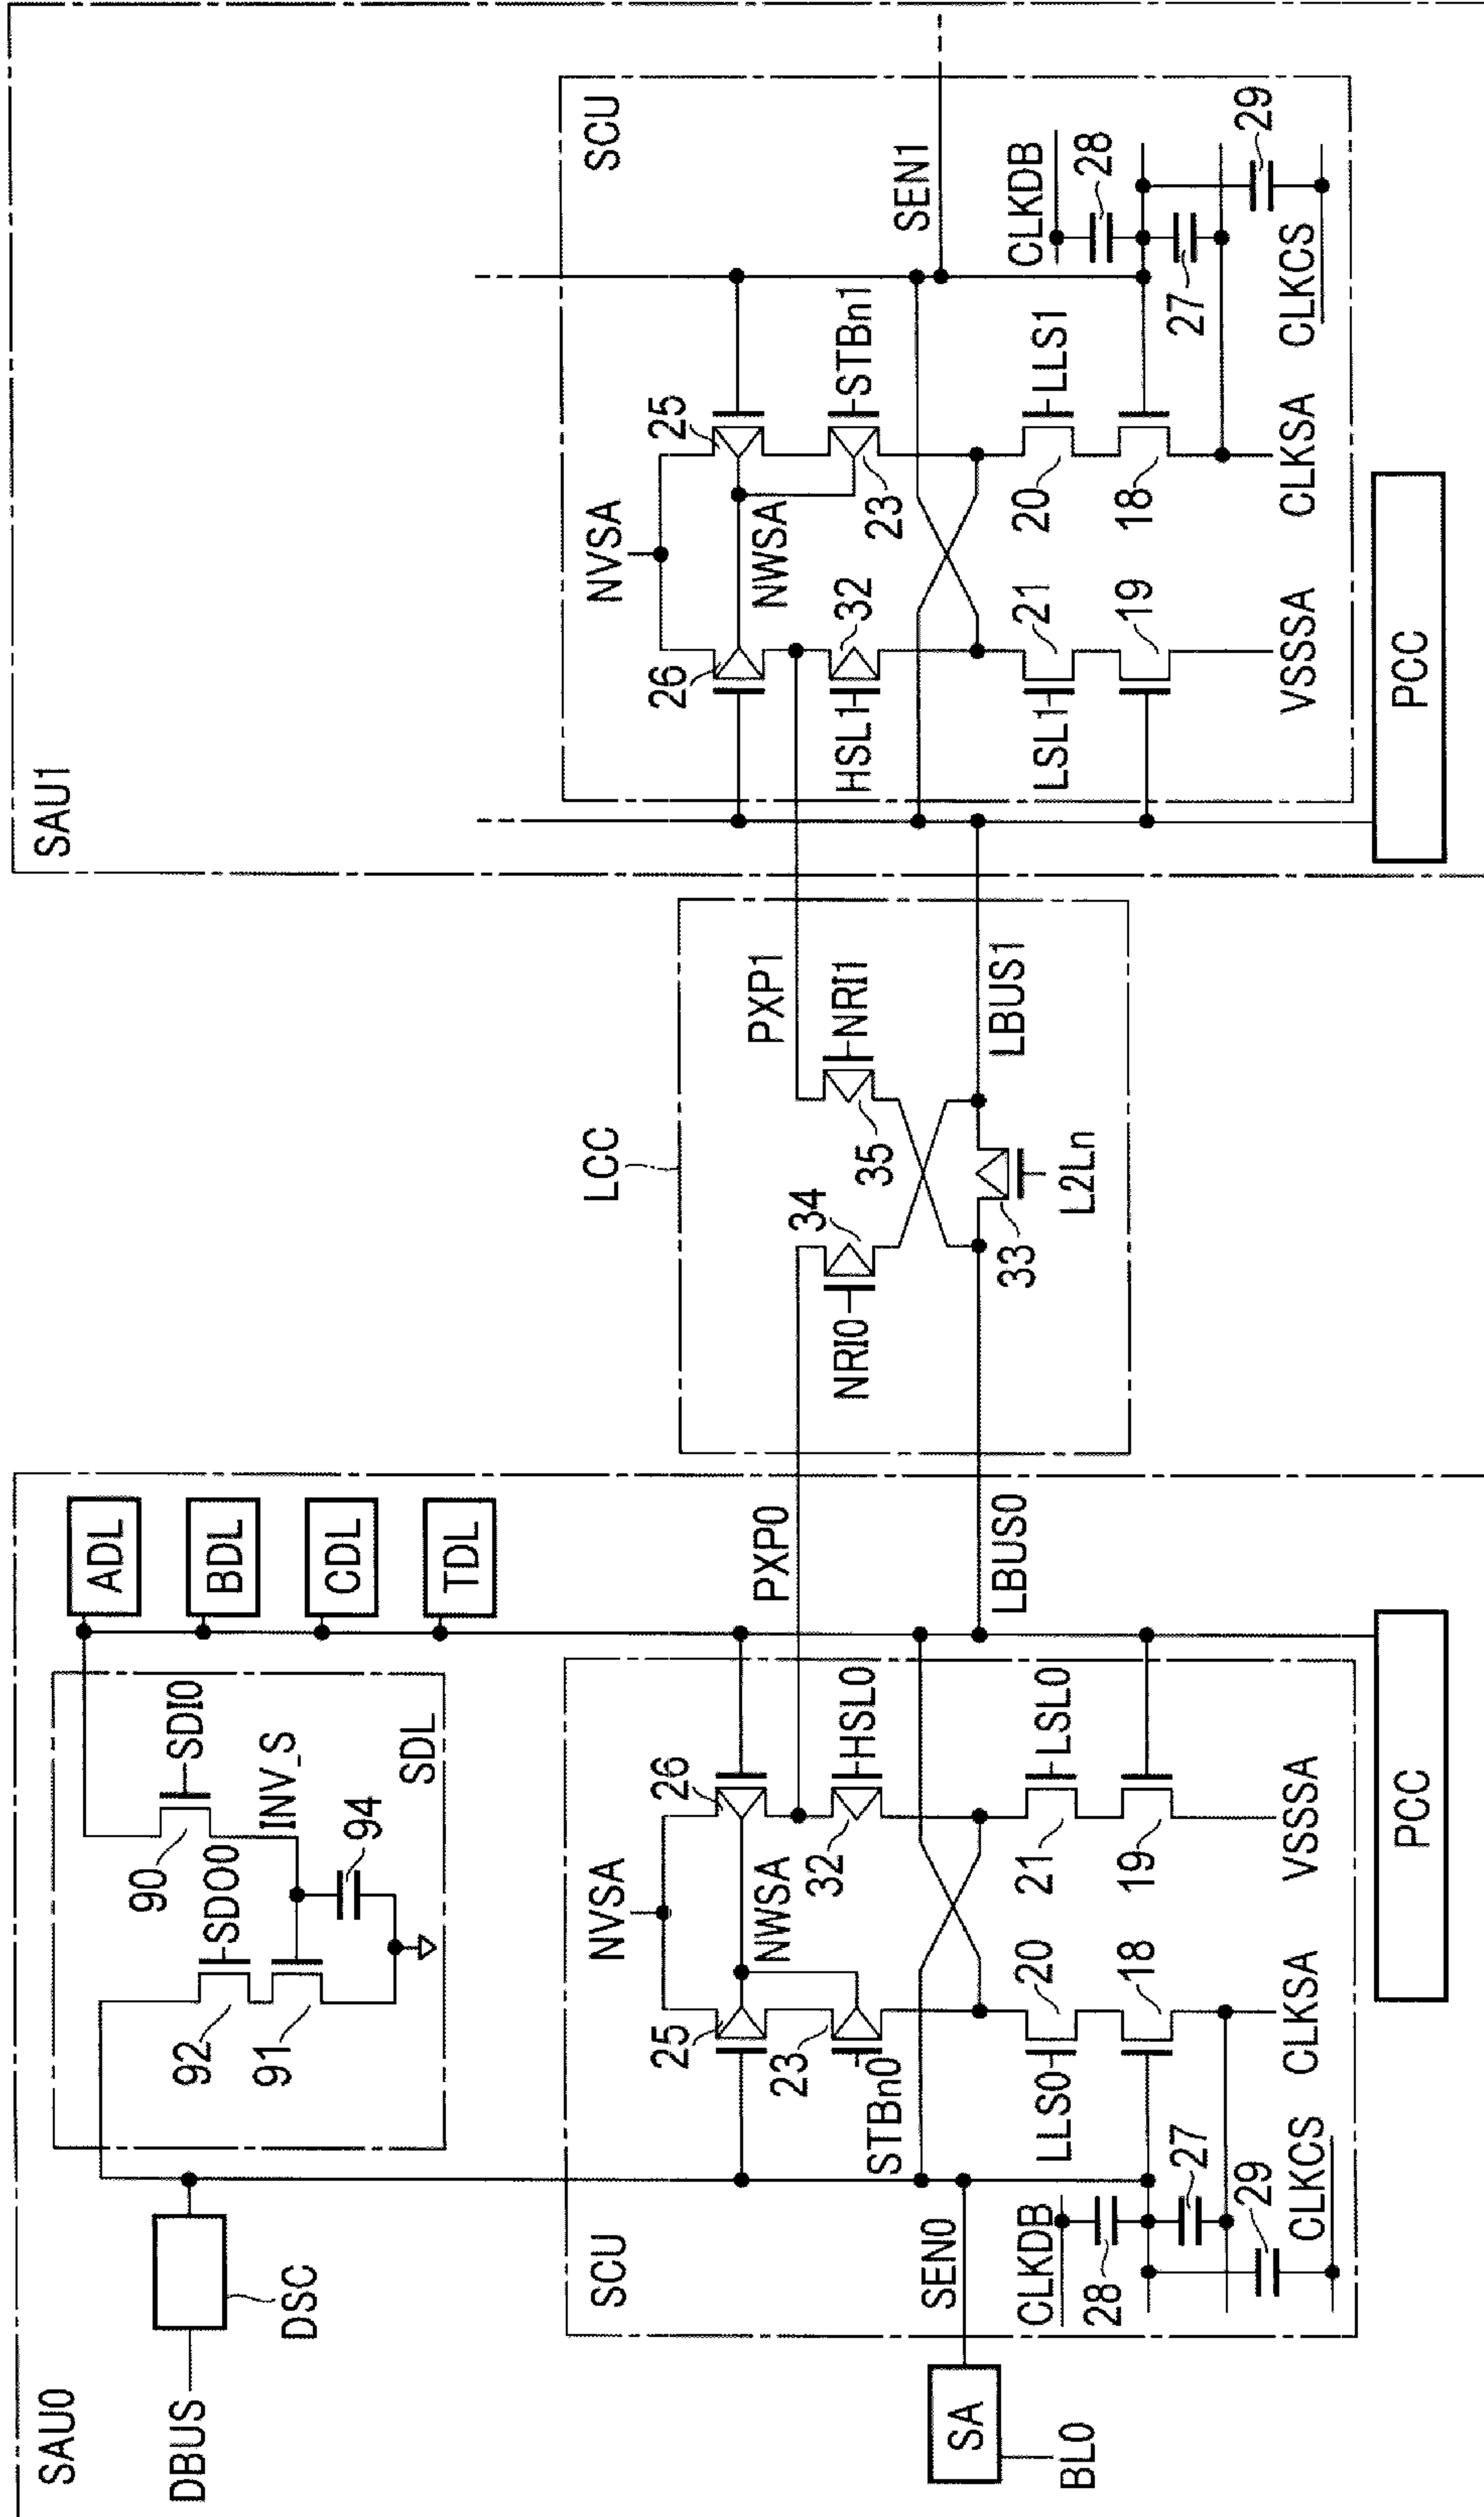 SAU0
DBUS
DSC
SDL
92
91
90
SDO0
SDI0
INV_S
94
ADL
BDL
CDL
TDL
SCU
NVSA
25
26
NWSA
23
32
STBn0
HSL0
SEN0
SA
BL0
CLKDB
28
27
29
CLKCS
LLS0
20
21
LSL0
18
19
CLKSA
VSSSA
PCC
PXP0
LBUS0
LCC
NRI0
34
35
NRI1
33
L2Ln
PXP1
LBUS1
SAU1
SCU
NVSA
26
25
NWSA
HSL1
32
23
STBn1
SEN1
LSL1
21
20
LLS1
19
18
VSSSA
CLKSA
CLKDB
28
27
29
CLKCS
PCC